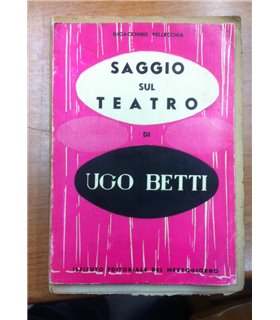 GIOACCHINO PELLECCHIA
SAGGIO
SUL
TEATRO
DI
UGO BETTI
ISTITUTO EDITORIALE DEL MEZZOGIORNO